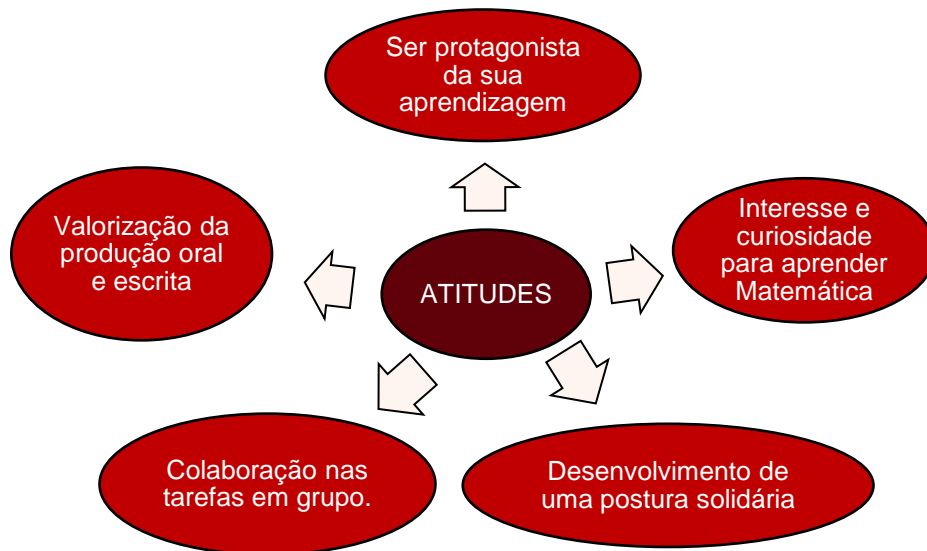 Ser protagonista
da sua
aprendizagem
Valorização da
produção oral
e escrita
Interesse e
curiosidade
para aprender
Matemática
ATITUDES
Colaboração nas
tarefas em grupo.
Desenvolvimento de
uma postura solidária